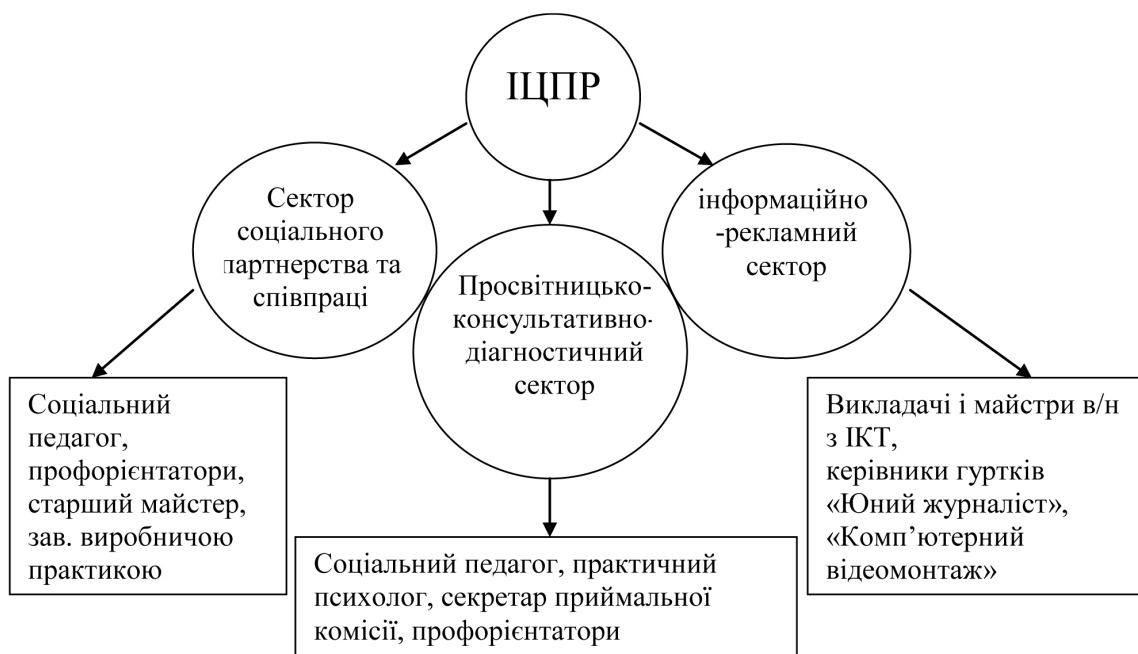 ІЦПР
Сектор
соціального
партнерства та
співпраці
Просвітницько-
консультативно-
діагностичний
сектор
інформаційно
-рекламний
сектор
Соціальний
педагог,
профорієнтатори,
старший майстер,
зав. виробничою
практикою
Соціальний педагог, практичний
психолог, секретар приймальної
комісії, профорієнтатори
Викладачі і майстри в/н
з ІКТ,
керівники гуртків
«Юний журналіст»,
«Комп’ютерний
відеомонтаж»